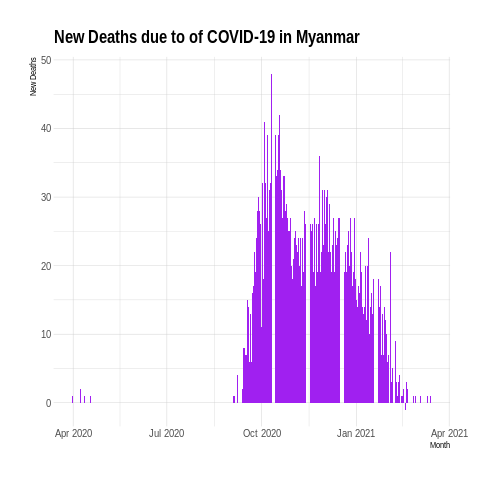 New Deaths due to of COVID-19 in Myanmar
New Deaths
50
40
30
20
10
0
Apr 2020 Jul 2020 Oct 2020 Jan 2021 Apr 2021
Month